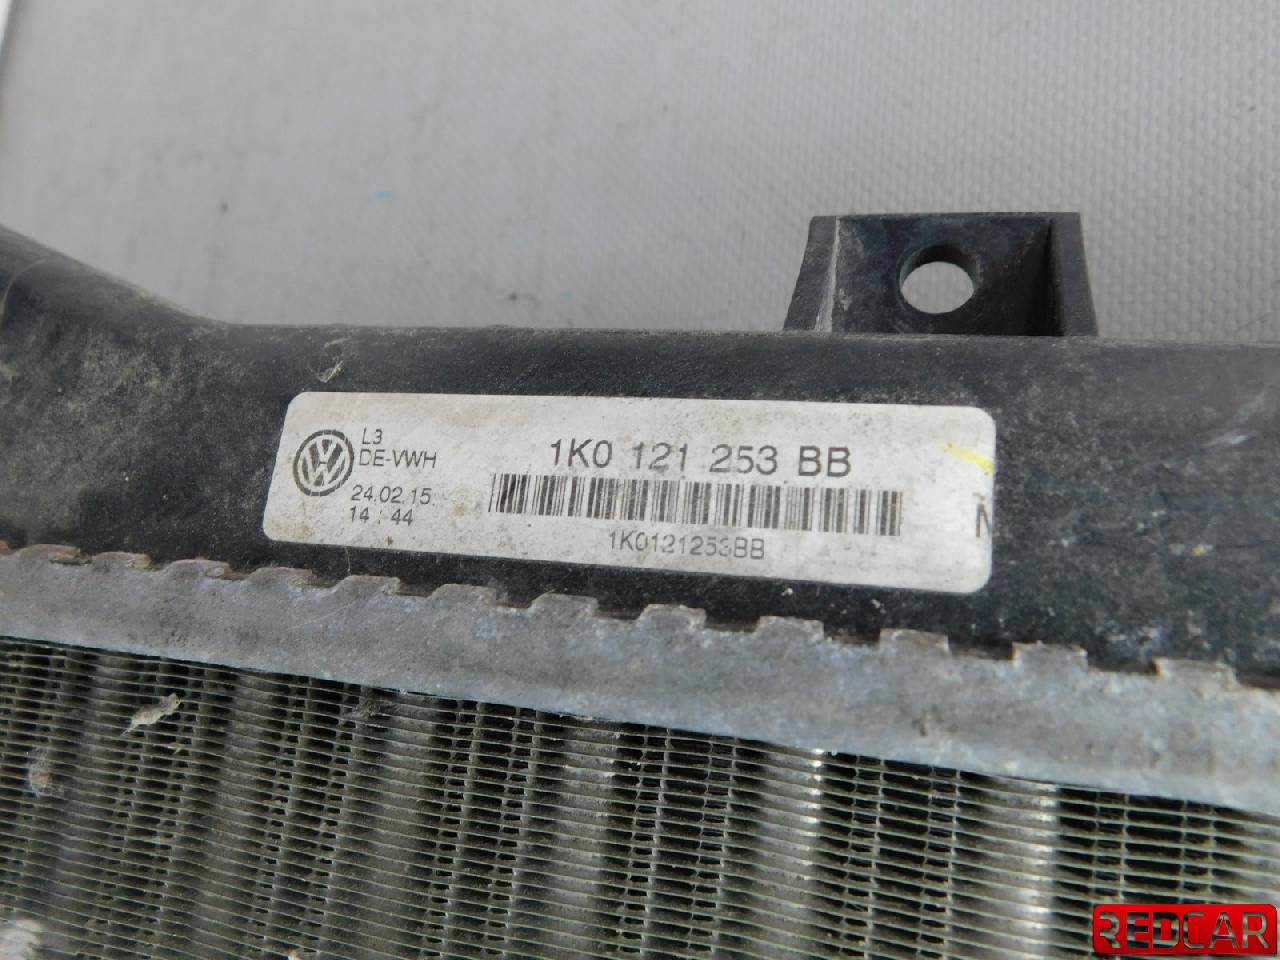 L3
DE-VWH
24.02.15
14:44
1K0 121 253 BB
1K0121253BB
REDCAR